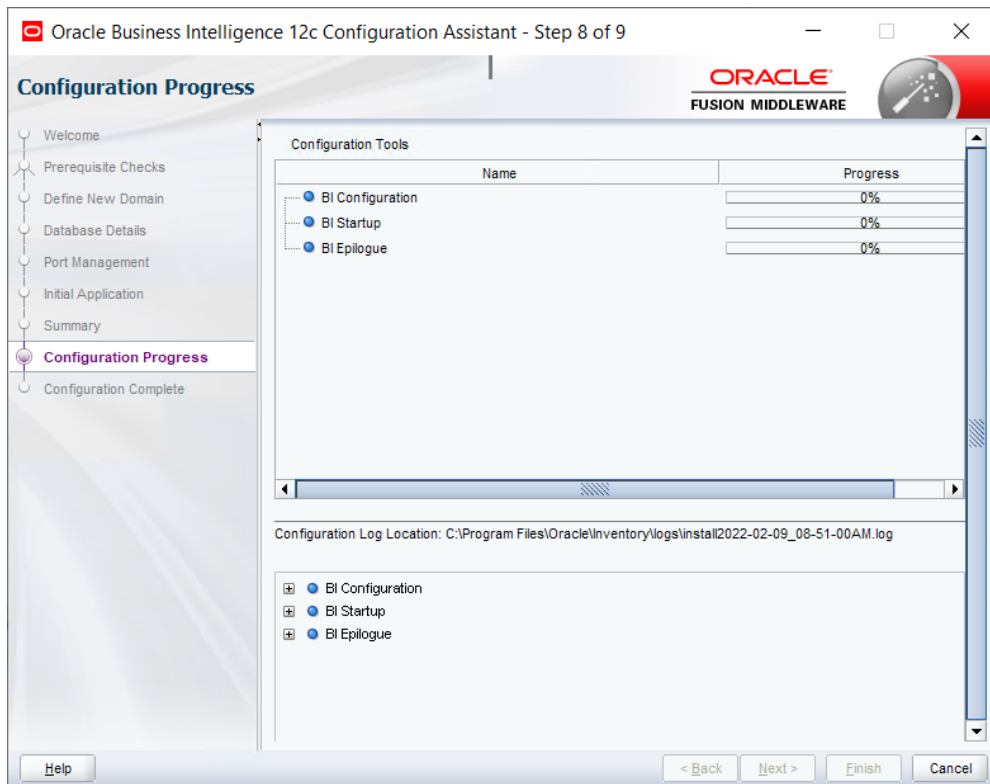 Oracle Business Intelligence 12c Configuration Assistant - Step 8 of 9
Configuration Progress
ORACLE
FUSION MIDDLEWARE
Welcome
Prerequisite Checks
Define New Domain
Database Details
Port Management
Initial Application
Summary
Configuration Progress
Configuration Complete
Configuration Tools
Name Progress
BI Configuration 0%
BI Startup 0%
BI Epilogue 0%
Configuration Log Location: C:\Program Files\Oracle\Inventory\logs\install2022-02-09_08-51-00AM.log
BI Configuration
BI Startup
BI Epilogue
Help < Back Next > Finish Cancel